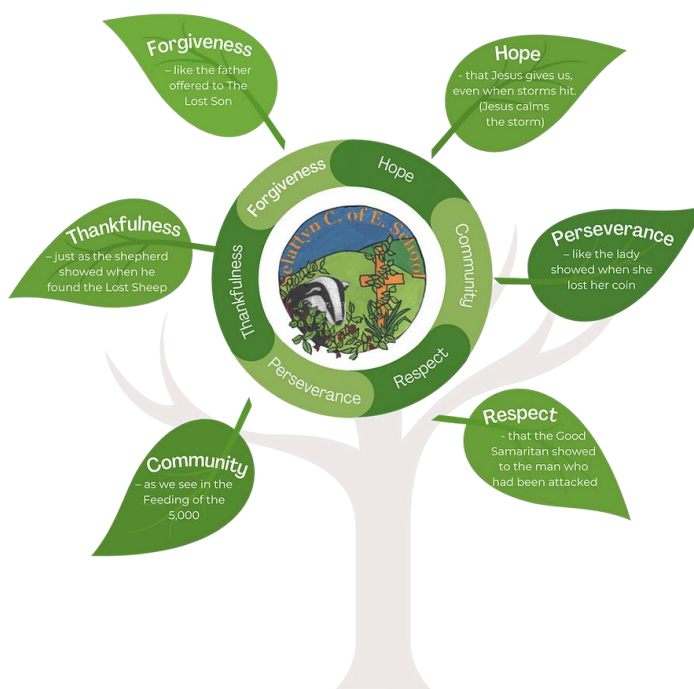 Forgiveness
– like the father
offered to The
Lost Son
Hope
- that Jesus gives us,
even when storms hit.
(Jesus calms
the storm)
Thankfulness
– just as the shepherd
showed when he
found the Lost Sheep
Perseverance
– like the lady
showed when she
lost her coin
Community
– as we see in the
Feeding of the
5,000
Respect
- that the Good
Samaritan showed
to the man who
had been attacked
Forgiveness
Hope
Community
Respect
Perseverance
Thankfulness
C. of E. School